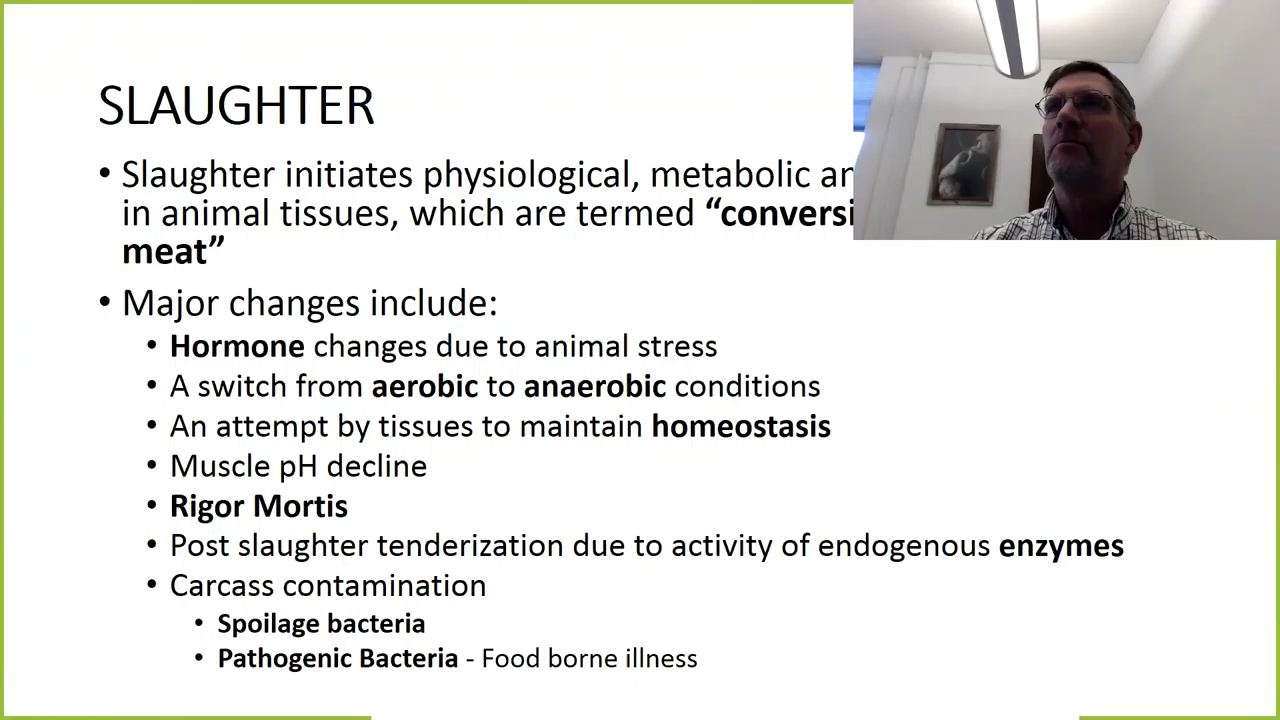 SLAUGHTER
• Slaughter initiates physiological, metabolic
in animal tissues, which are termed
meat”
• Major changes include:
• Hormone changes due to animal stress
• A switch from aerobic to anaerobic conditions
• An attempt by tissues to maintain homeostasis
• Muscle pH decline
• Rigor Mortis
• Post slaughter tenderization due to activity of endogenous enzymes
• Carcass contamination
• Spoilage bacteria
• Pathogenic Bacteria - Food borne illness